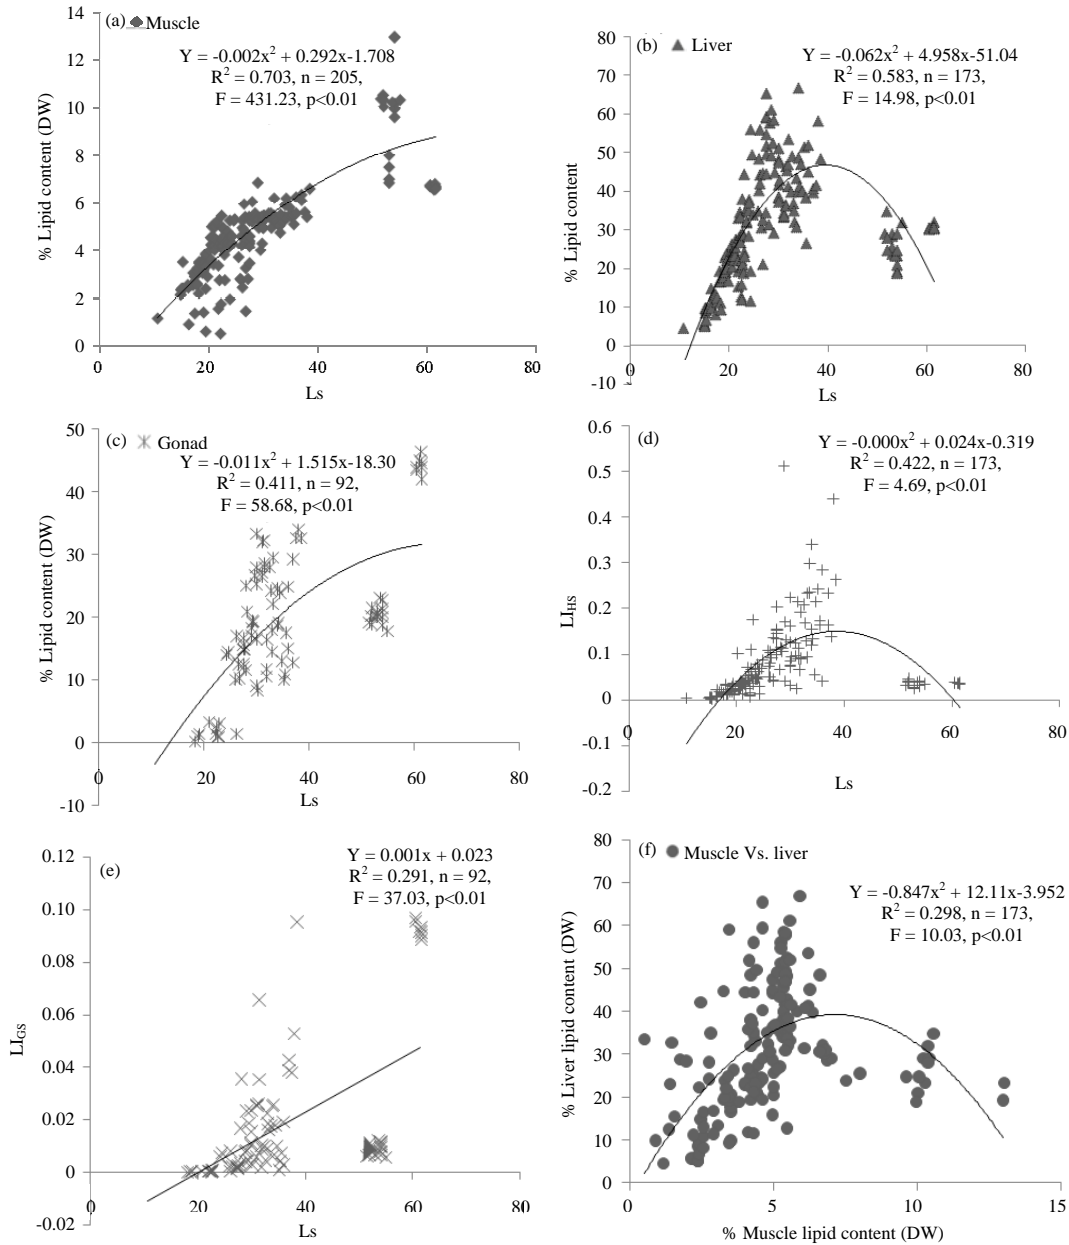 (a) Muscle
Y = -0.002x² + 0.292x-1.708
R² = 0.703, n = 205,
F = 431.23, p<0.01
% Lipid content (DW)
14
12
10
8
6
4
2
0
0 20 40 60 80
Ls
(b) Liver
Y = -0.062x² + 4.958x-51.04
R² = 0.583, n = 173,
F = 14.98, p<0.01
% Lipid content
80
70
60
50
40
30
20
10
0
-10
0 20 40 60 80
Ls
(c) Gonad
Y = -0.011x² + 1.515x-18.30
R² = 0.411, n = 92,
F = 58.68, p<0.01
% Lipid content (DW)
50
40
30
20
10
0
-10
0 20 40 60 80
Ls
(d)
Y = -0.000x² + 0.024x-0.319
R² = 0.422, n = 173,
F = 4.69, p<0.01
LI_HS
0.6
0.5
0.4
0.3
0.2
0.1
0
-0.1
-0.2
0 20 40 60 80
Ls
(e)
Y = 0.001x + 0.023
R² = 0.291, n = 92,
F = 37.03, p<0.01
LI_GS
0.12
0.10
0.08
0.06
0.04
0.02
0
-0.02
0 20 40 60 80
Ls
(f) Muscle Vs. liver
Y = -0.847x² + 12.11x-3.952
R² = 0.298, n = 173,
F = 10.03, p<0.01
% Liver lipid content (DW)
80
70
60
50
40
30
20
10
0
0 5 10 15
% Muscle lipid content (DW)